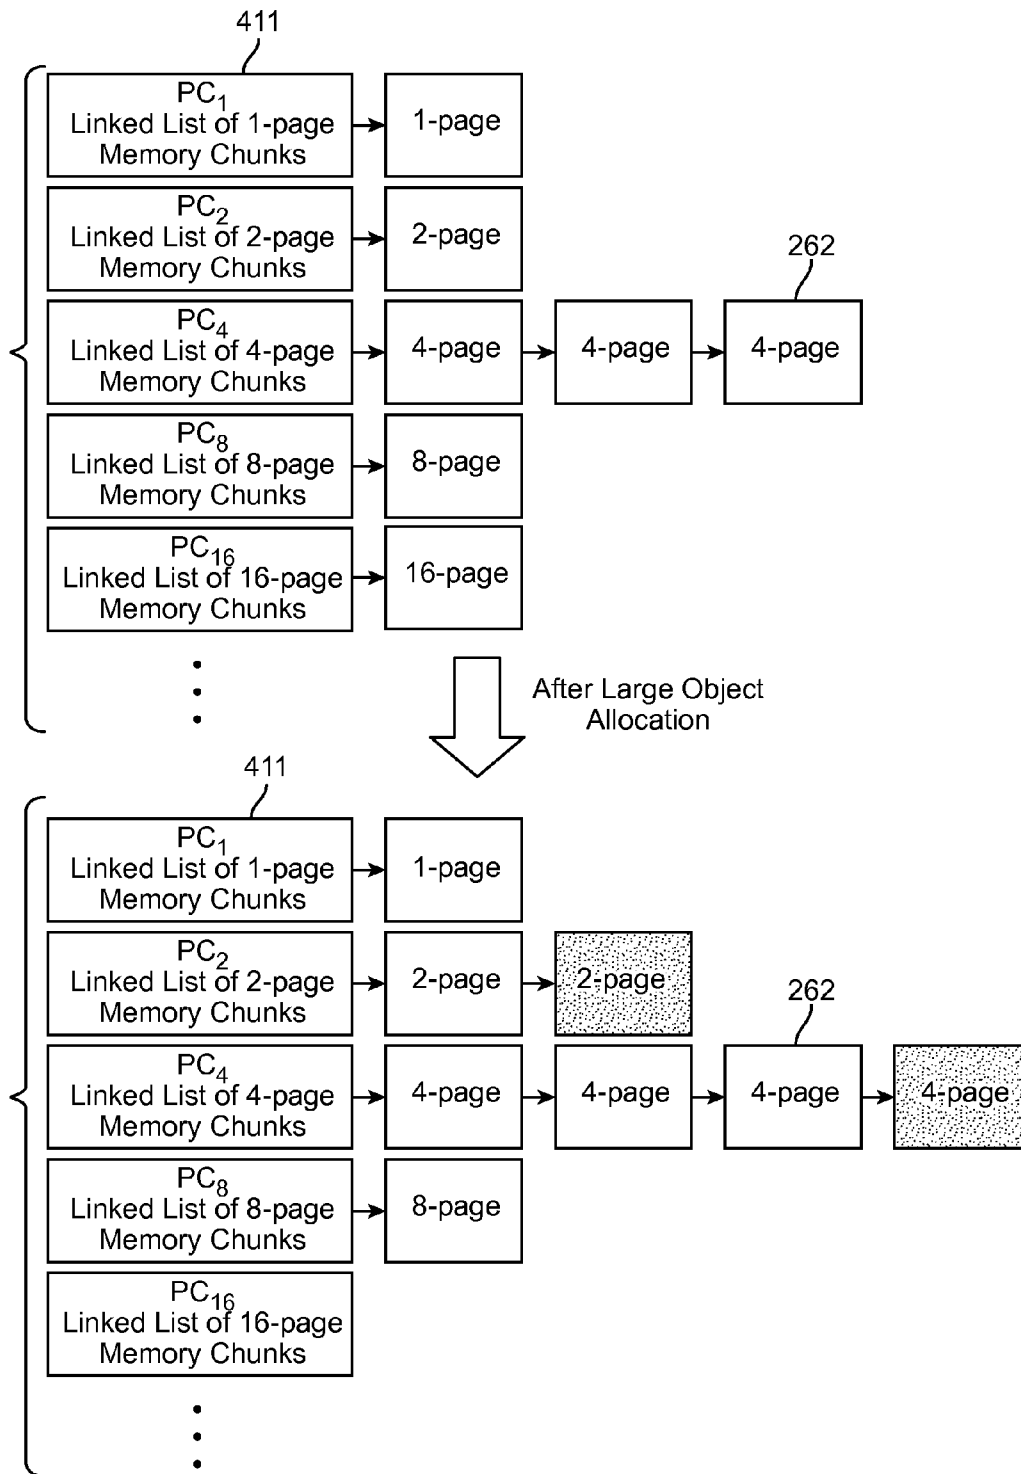 411
PC1
Linked List of 1-page
Memory Chunks
1-page
PC2
Linked List of 2-page
Memory Chunks
2-page
262
PC4
Linked List of 4-page
Memory Chunks
4-page
4-page
4-page
PC8
Linked List of 8-page
Memory Chunks
8-page
PC16
Linked List of 16-page
Memory Chunks
16-page
After Large Object
Allocation
411
PC1
Linked List of 1-page
Memory Chunks
1-page
PC2
Linked List of 2-page
Memory Chunks
2-page
2-page
262
PC4
Linked List of 4-page
Memory Chunks
4-page
4-page
4-page
4-page
PC8
Linked List of 8-page
Memory Chunks
8-page
PC16
Linked List of 16-page
Memory Chunks